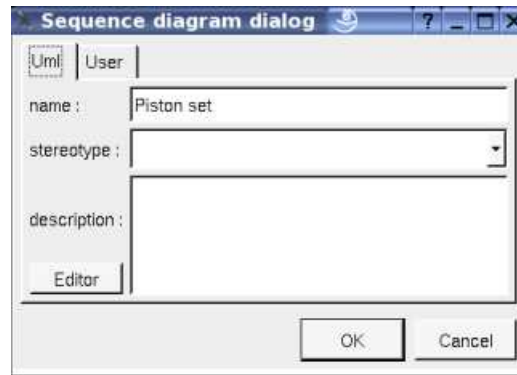 Sequence diagram dialog ?
Uml User
name : Piston set
stereotype :
description :
Editor
OK Cancel